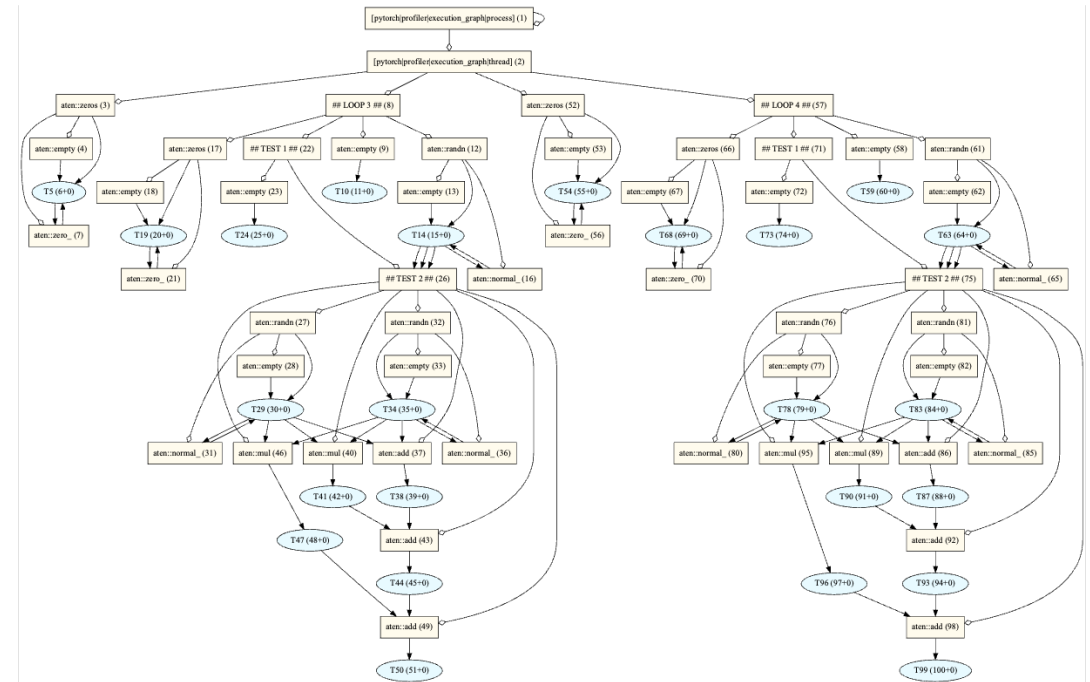 [pytorch|profiler|execution_graph|process] (1)
[pytorch|profiler|execution_graph|thread] (2)
aten::zeros (3)
## LOOP 3 ## (8)
aten::zeros (52)
## LOOP 4 ## (57)
aten::empty (4)
aten::zeros (17)
## TEST 1 ## (22)
aten::empty (9)
aten::randn (12)
aten::empty (53)
aten::zeros (66)
## TEST 1 ## (71)
aten::empty (58)
aten::randn (61)
T5 (6+0)
aten::empty (18)
aten::empty (23)
T10 (11+0)
aten::empty (13)
T54 (55+0)
aten::empty (67)
aten::empty (72)
T59 (60+0)
aten::empty (62)
aten::zero_ (7)
T19 (20+0)
T24 (25+0)
T14 (15+0)
aten::zero_ (56)
T68 (69+0)
T73 (74+0)
T63 (64+0)
aten::zero_ (21)
## TEST 2 ## (26)
aten::normal_ (16)
aten::zero_ (70)
## TEST 2 ## (75)
aten::normal_ (65)
aten::randn (27)
aten::randn (32)
aten::randn (76)
aten::randn (81)
aten::empty (28)
aten::empty (33)
aten::empty (77)
aten::empty (82)
T29 (30+0)
T34 (35+0)
T78 (79+0)
T83 (84+0)
aten::normal_ (31)
aten::mul (46)
aten::mul (40)
aten::add (37)
aten::normal_ (36)
aten::normal_ (80)
aten::mul (95)
aten::mul (89)
aten::add (86)
aten::normal_ (85)
T41 (42+0)
T38 (39+0)
T90 (91+0)
T87 (88+0)
T47 (48+0)
aten::add (43)
aten::add (92)
T44 (45+0)
T96 (97+0)
T93 (94+0)
aten::add (49)
aten::add (98)
T50 (51+0)
T99 (100+0)